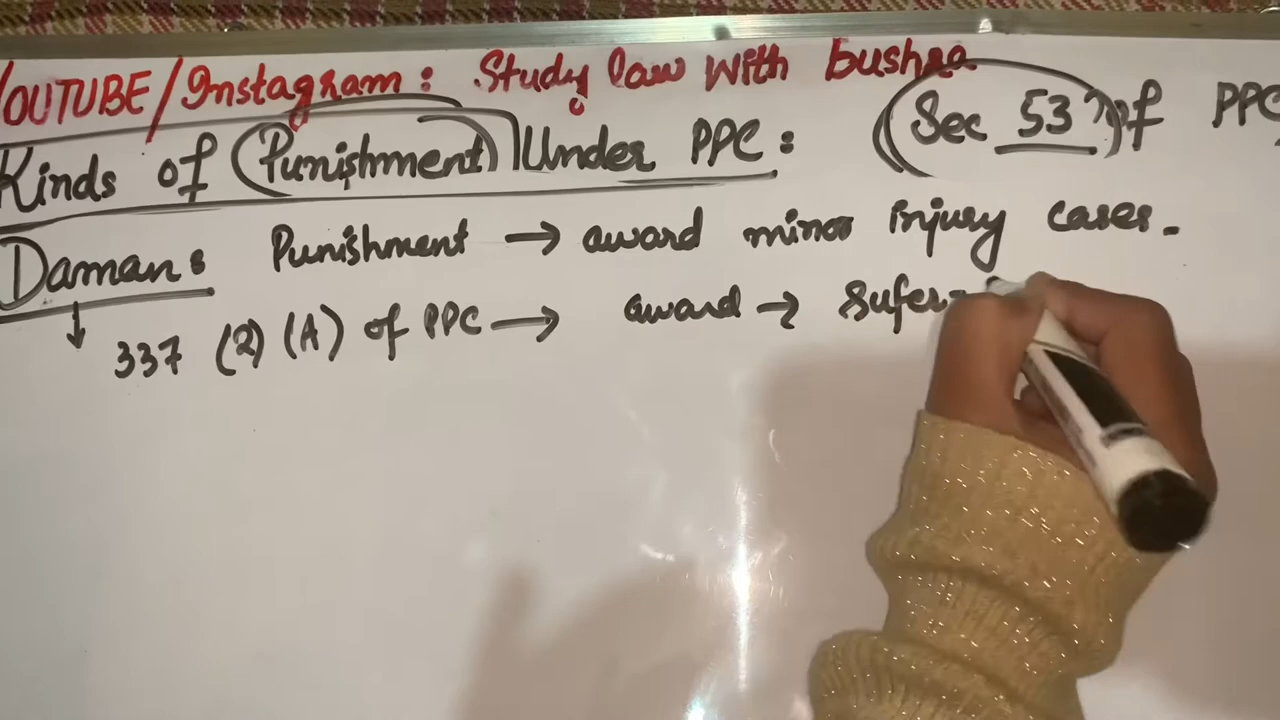 YOUTUBE/Instagram: Study law with bushra
Kinds of Punishment Under PPC: Sec 53 of PPC
Daman: Punishment → award minor injury cases.
↓ 337 (2) (A) of PPC → award → Sufer